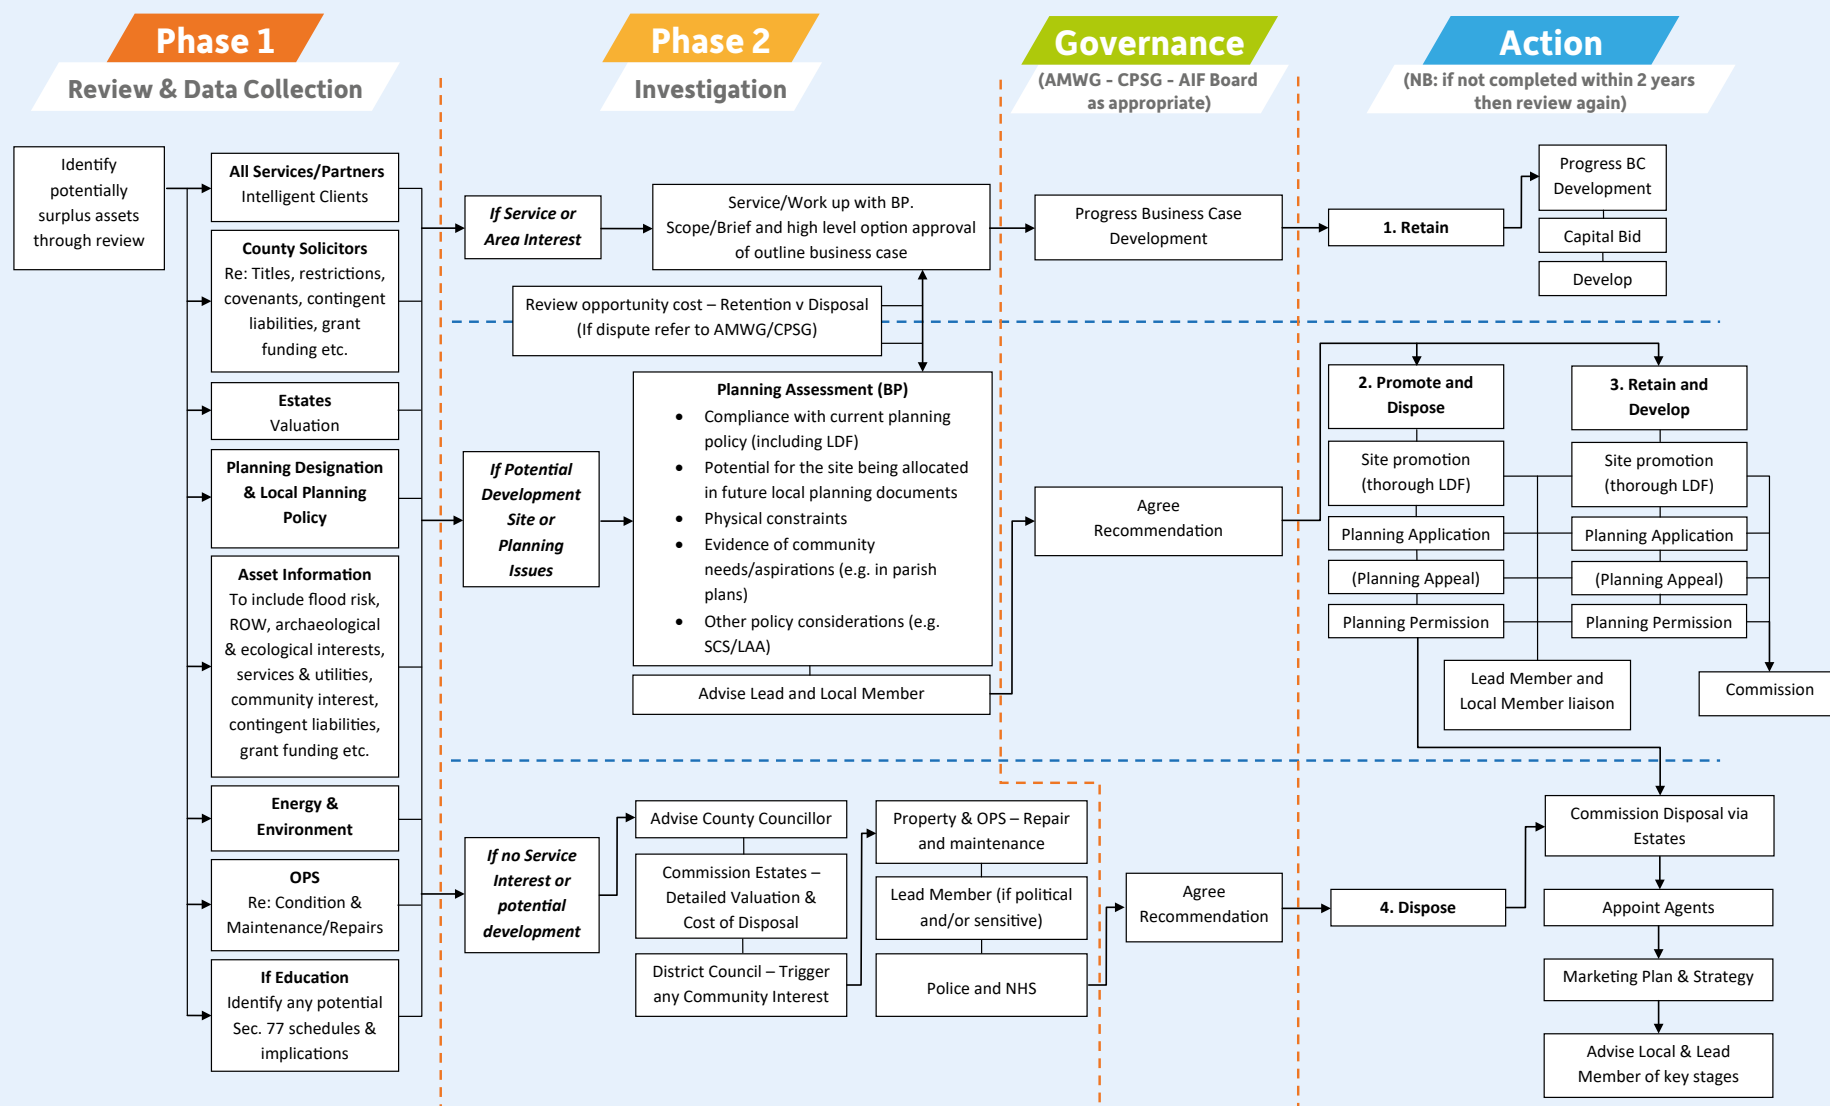 Phase 1
Review & Data Collection
Phase 2
Investigation
Governance
(AMWG - CPSG - AIF Board
as appropriate)
Action
(NB: if not completed within 2 years
then review again)
Identify
potentially
surplus assets
through review
All Services/Partners
Intelligent Clients
County Solicitors
Re: Titles, restrictions,
covenants, contingent
liabilities, grant
funding etc.
Estates
Valuation
Planning Designation
& Local Planning
Policy
Asset Information
To include flood risk,
ROW, archaeological
& ecological interests,
services & utilities,
community interest,
contingent liabilities,
grant funding etc.
Energy &
Environment
OPS
Re: Condition &
Maintenance/Repairs
If Education
Identify any potential
Sec. 77 schedules &
implications
If Service or
Area Interest
Service/Work up with BP.
Scope/Brief and high level option approval
of outline business case
Progress Business Case
Development
1. Retain
Progress BC
Development
Capital Bid
Develop
Review opportunity cost – Retention v Disposal
(If dispute refer to AMWG/CPSG)
If Potential
Development
Site or
Planning
Issues
Planning Assessment (BP)
• Compliance with current planning
policy (including LDF)
• Potential for the site being allocated
in future local planning documents
• Physical constraints
• Evidence of community
needs/aspirations (e.g. in parish
plans)
• Other policy considerations (e.g.
SCS/LAA)
Advise Lead and Local Member
Agree
Recommendation
2. Promote and
Dispose
Site promotion
(thorough LDF)
Planning Application
(Planning Appeal)
Planning Permission
3. Retain and
Develop
Site promotion
(thorough LDF)
Planning Application
(Planning Appeal)
Planning Permission
Lead Member and
Local Member liaison
Commission
If no Service
Interest or
potential
development
Advise County Councillor
Commission Estates –
Detailed Valuation &
Cost of Disposal
District Council – Trigger
any Community Interest
Property & OPS – Repair
and maintenance
Lead Member (if political
and/or sensitive)
Police and NHS
Agree
Recommendation
4. Dispose
Commission Disposal via
Estates
Appoint Agents
Marketing Plan & Strategy
Advise Local & Lead
Member of key stages